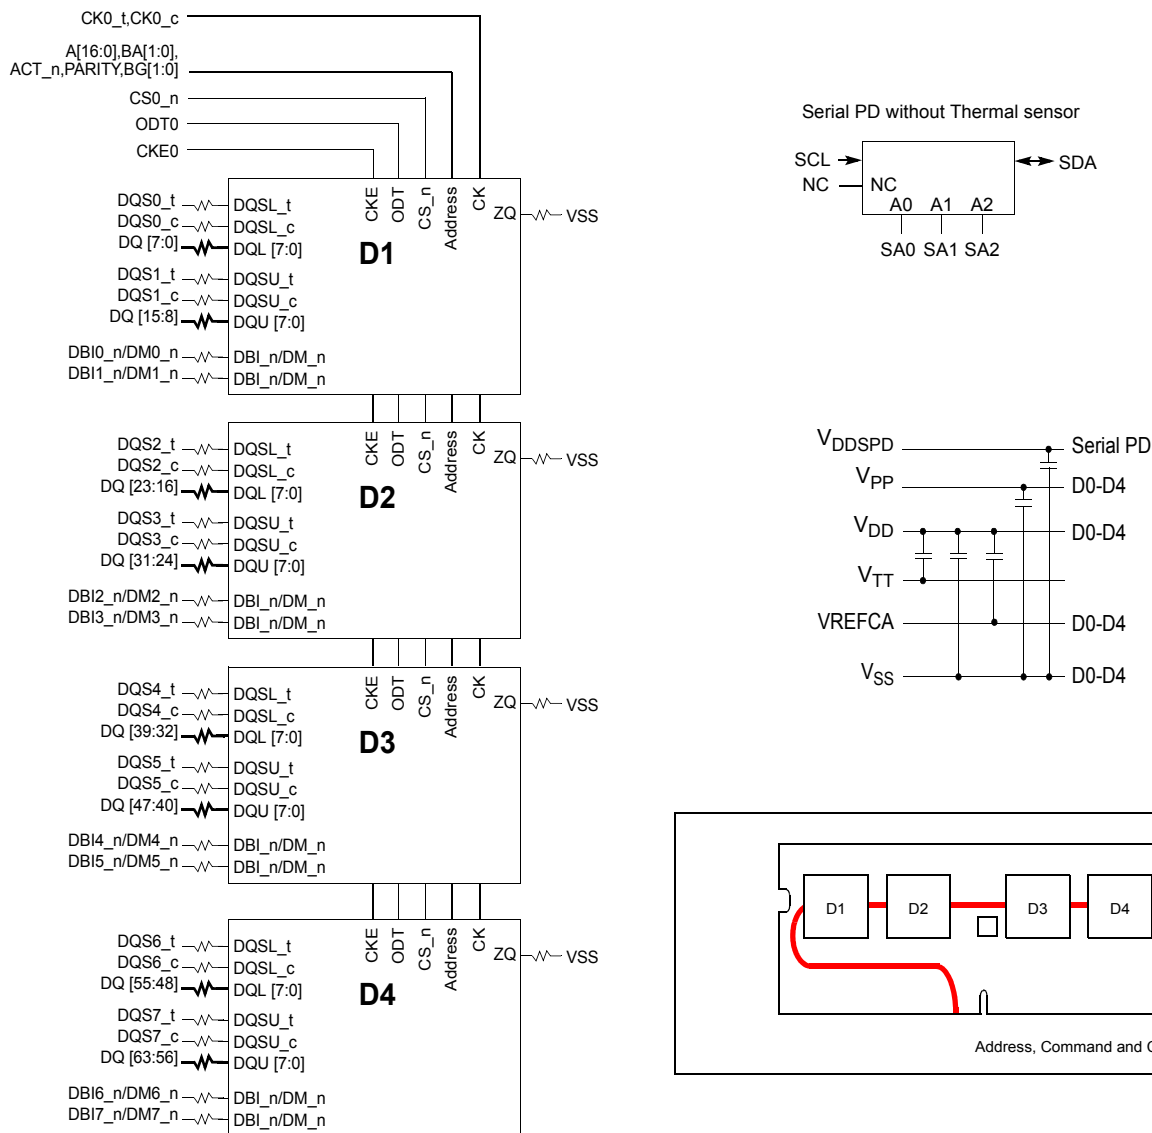 CK0_t,CK0_c
A[16:0],BA[1:0],
ACT_n,PARITY,BG[1:0]
CS0_n
ODT0
CKE0
DQS0_t
DQS0_c
DQ [7:0]
DQS1_t
DQS1_c
DQ [15:8]
DBI0_n/DM0_n
DBI1_n/DM1_n
DQSL_t
DQSL_c
DQL [7:0]
DQSU_t
DQSU_c
DQU [7:0]
DBI_n/DM_n
DBI_n/DM_n
CKE
ODT
CS_n
Address
CK
D1
ZQ
VSS
DQS2_t
DQS2_c
DQ [23:16]
DQS3_t
DQS3_c
DQ [31:24]
DBI2_n/DM2_n
DBI3_n/DM3_n
DQSL_t
DQSL_c
DQL [7:0]
DQSU_t
DQSU_c
DQU [7:0]
DBI_n/DM_n
DBI_n/DM_n
CKE
ODT
CS_n
Address
CK
D2
ZQ
VSS
DQS4_t
DQS4_c
DQ [39:32]
DQS5_t
DQS5_c
DQ [47:40]
DBI4_n/DM4_n
DBI5_n/DM5_n
DQSL_t
DQSL_c
DQL [7:0]
DQSU_t
DQSU_c
DQU [7:0]
DBI_n/DM_n
DBI_n/DM_n
CKE
ODT
CS_n
Address
CK
D3
ZQ
VSS
DQS6_t
DQS6_c
DQ [55:48]
DQS7_t
DQS7_c
DQ [63:56]
DBI6_n/DM6_n
DBI7_n/DM7_n
DQSL_t
DQSL_c
DQL [7:0]
DQSU_t
DQSU_c
DQU [7:0]
DBI_n/DM_n
DBI_n/DM_n
CKE
ODT
CS_n
Address
CK
D4
ZQ
VSS
Serial PD without Thermal sensor
SCL
SDA
NC
NC
A0 A1 A2
SA0 SA1 SA2
VDDSPD
Serial PD
VPP
D0-D4
VDD
D0-D4
VTT
VREFCA
D0-D4
VSS
D0-D4
D1
D2
D3
D4
Address, Command and